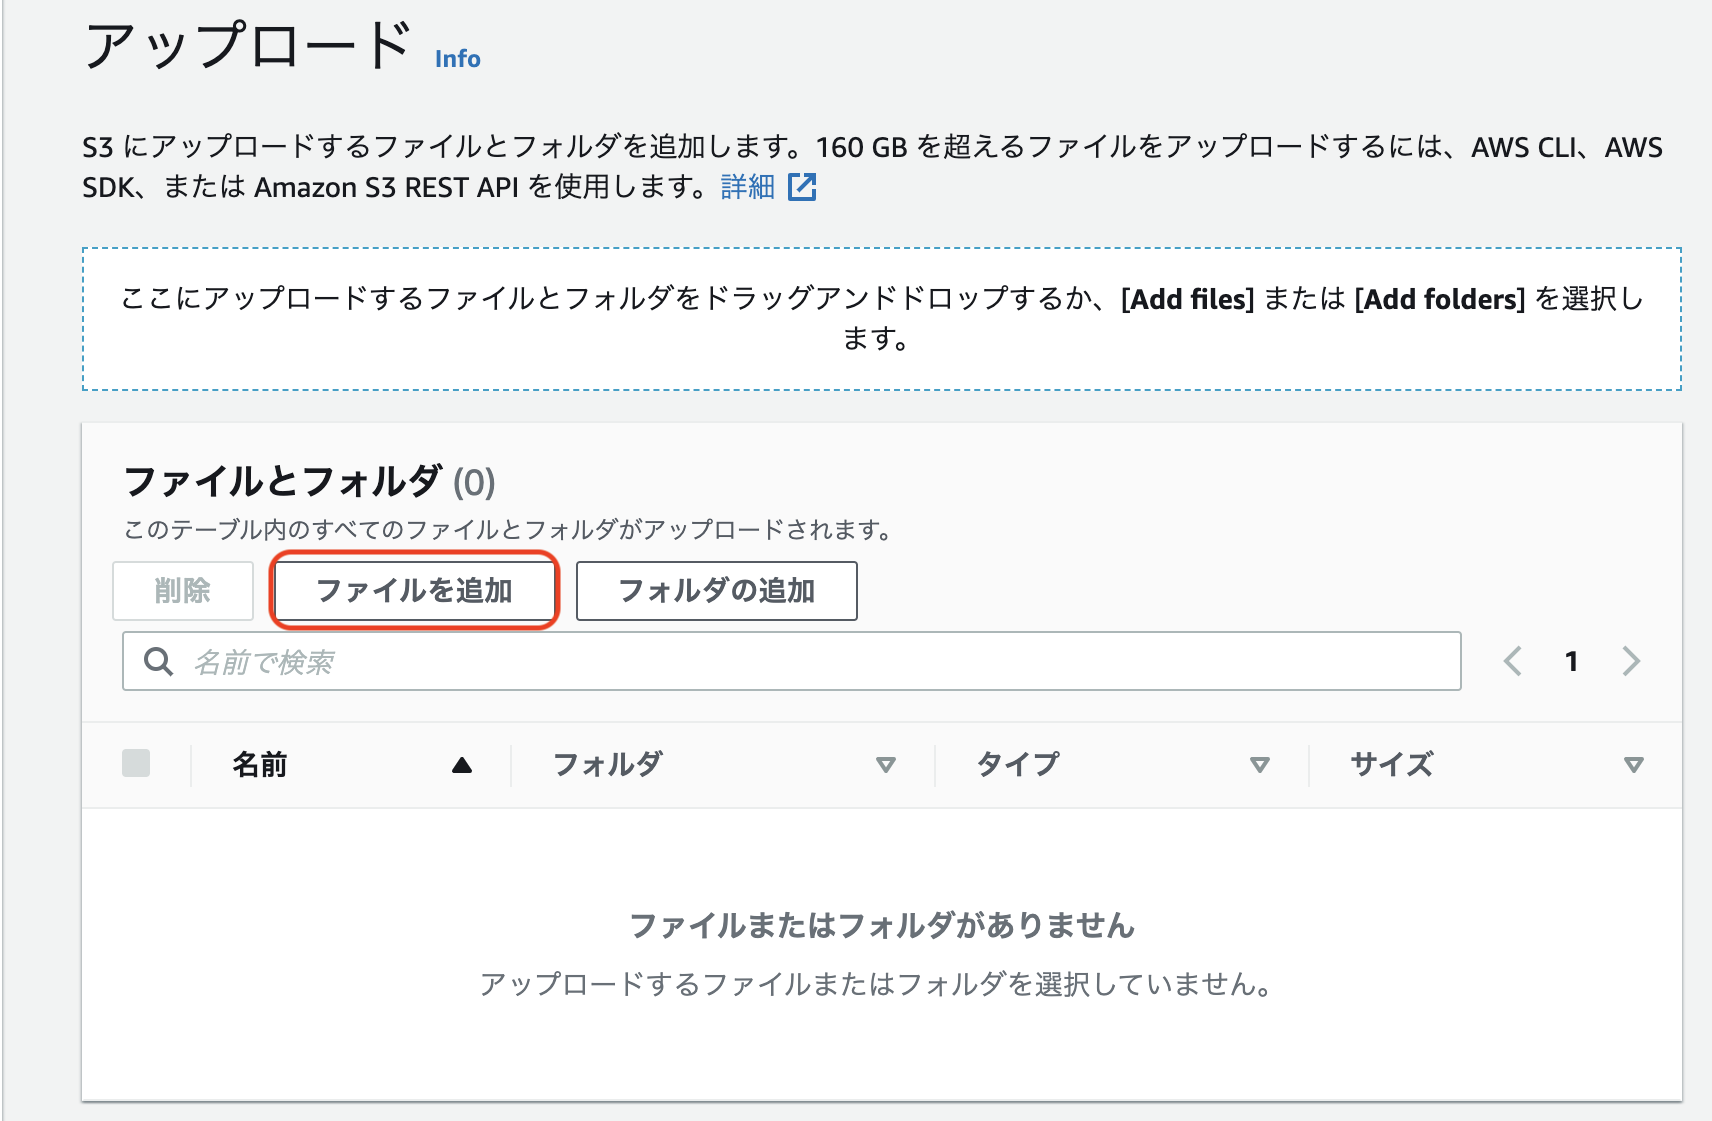 アップロード Info
S3 にアップロードするファイルとフォルダを追加します。160 GB を超えるファイルをアップロードするには、AWS CLI、AWS
SDK、または Amazon S3 REST API を使用します。詳細
ここにアップロードするファイルとフォルダをドラッグアンドドロップするか、[Add files] または [Add folders] を選択し
ます。
ファイルとフォルダ (0)
このテーブル内のすべてのファイルとフォルダがアップロードされます。
削除 ファイルを追加 フォルダの追加
名前で検索 1
名前 フォルダ タイプ サイズ
ファイルまたはフォルダがありません
アップロードするファイルまたはフォルダを選択していません。